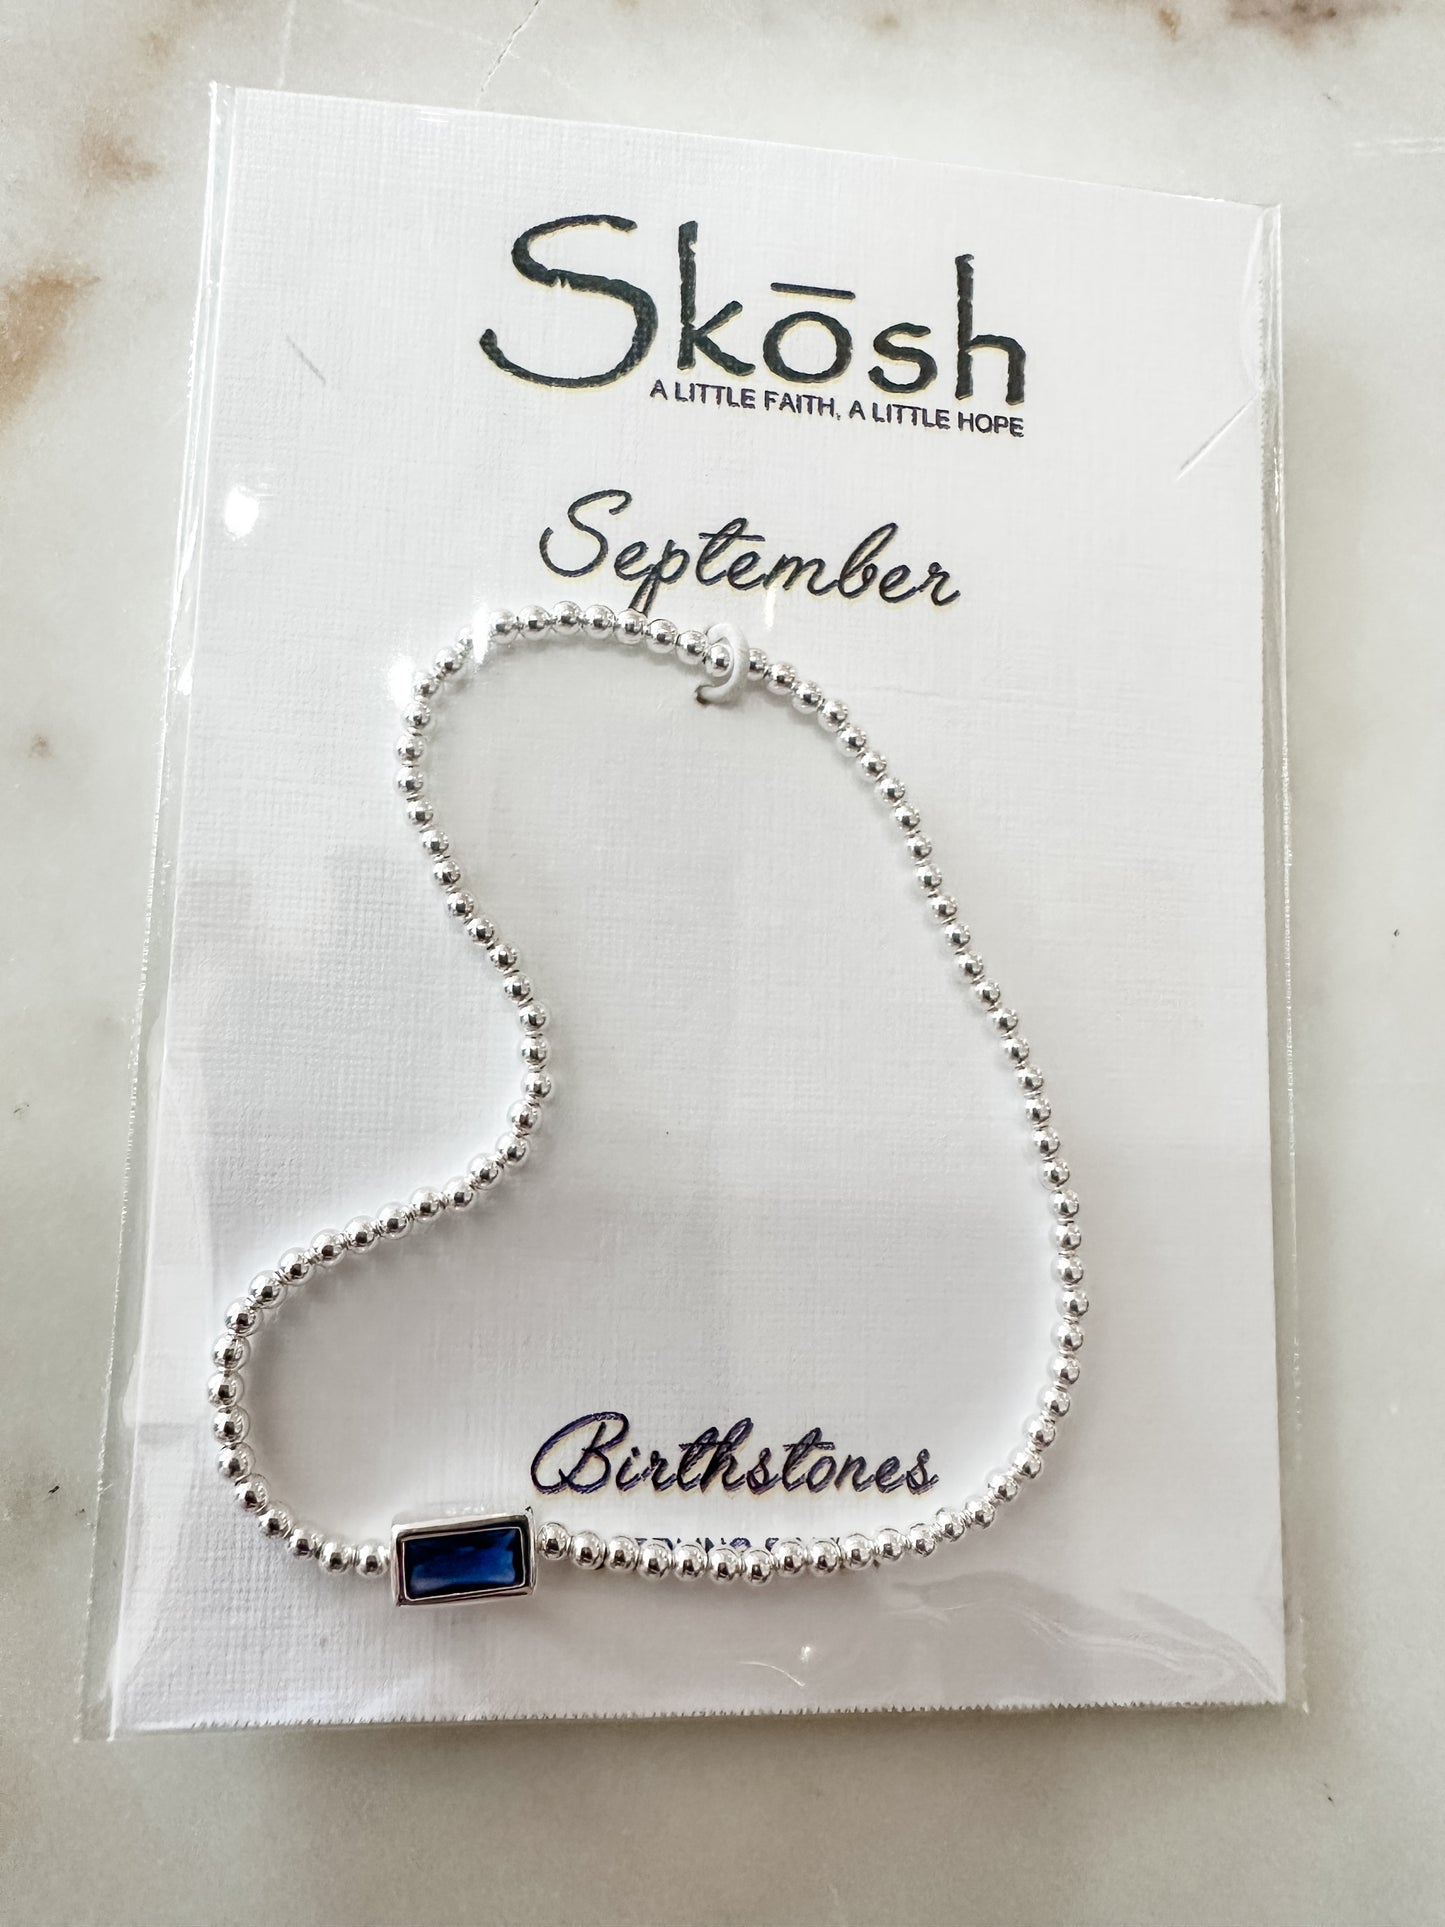 Skōsh
A LITTLE FAITH, A LITTLE HOPE
September
Birthstones